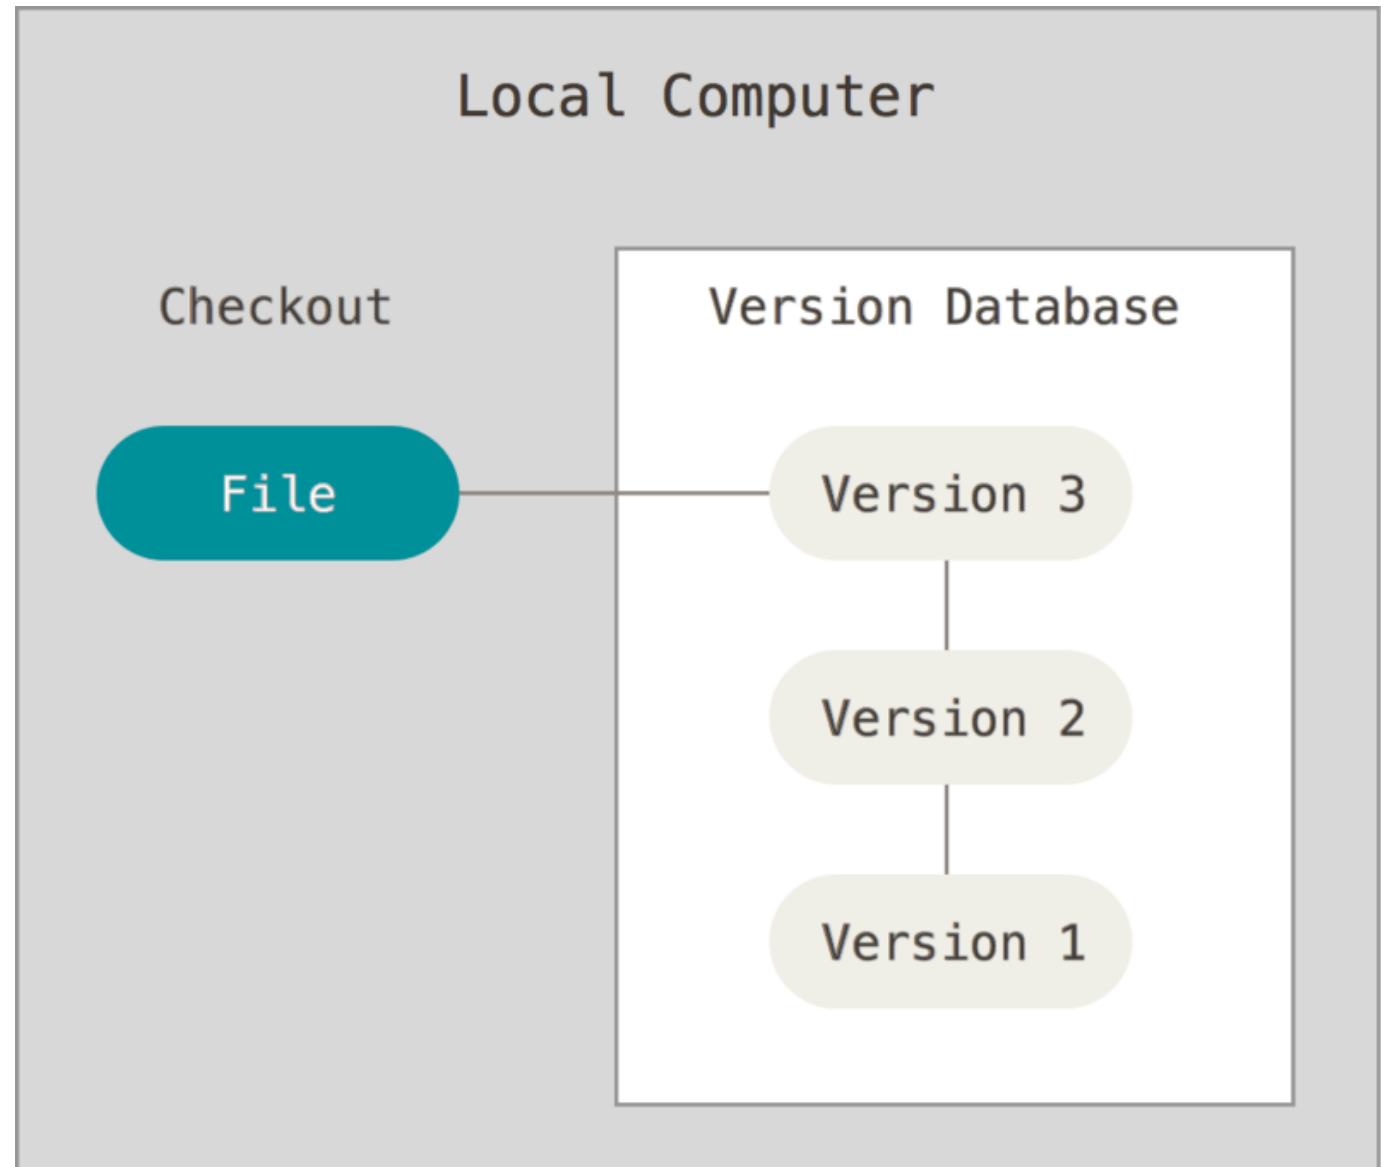 Local Computer
Checkout
Version Database
File
Version 3
Version 2
Version 1